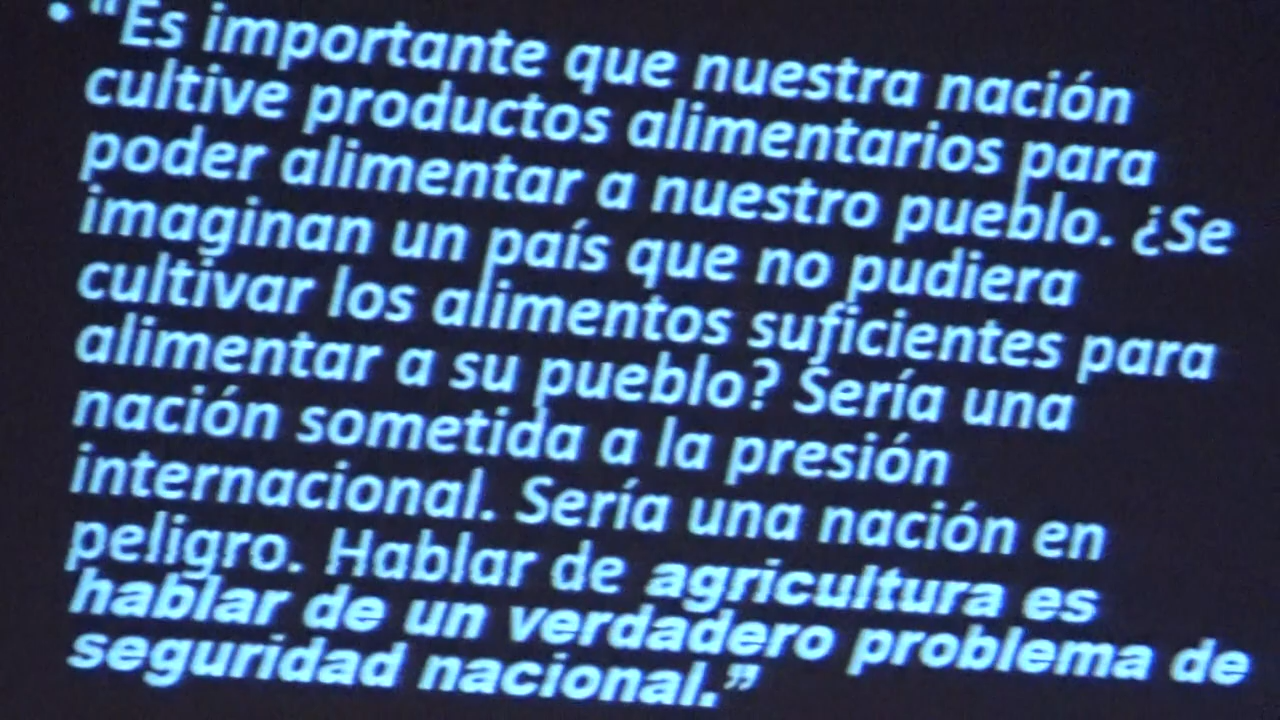 • “Es importante que nuestra nación
cultive productos alimentarios para
poder alimentar a nuestro pueblo. ¿Se
imaginan un país que no pudiera
cultivar los alimentos suficientes para
alimentar a su pueblo? Sería una
nación sometida a la presión
internacional. Sería una nación en
peligro. Hablar de agricultura es
hablar de un verdadero problema de
seguridad nacional.”